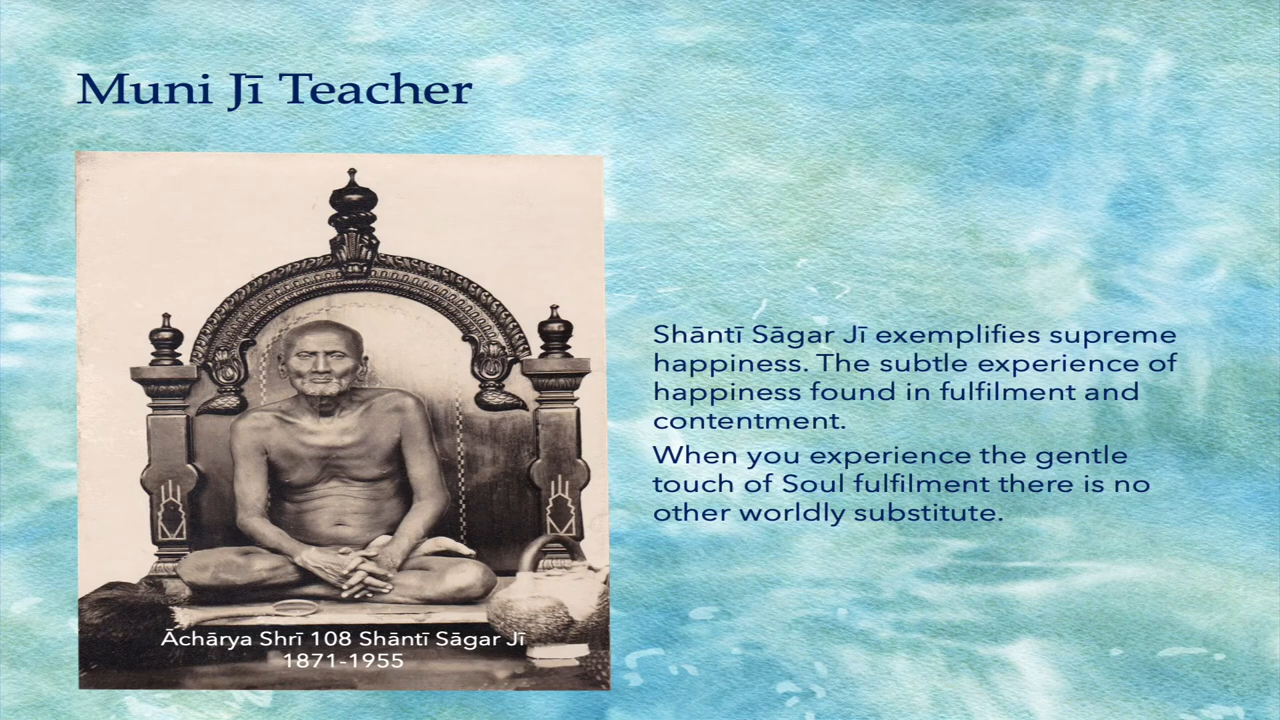 Muni Jī Teacher
Shāntī Sāgar Jī exemplifies supreme
happiness. The subtle experience of
happiness found in fulfilment and
contentment.
When you experience the gentle
touch of Soul fulfilment there is no
other worldly substitute.
Āchārya Shrī 108 Shāntī Sāgar Jī
1871-1955